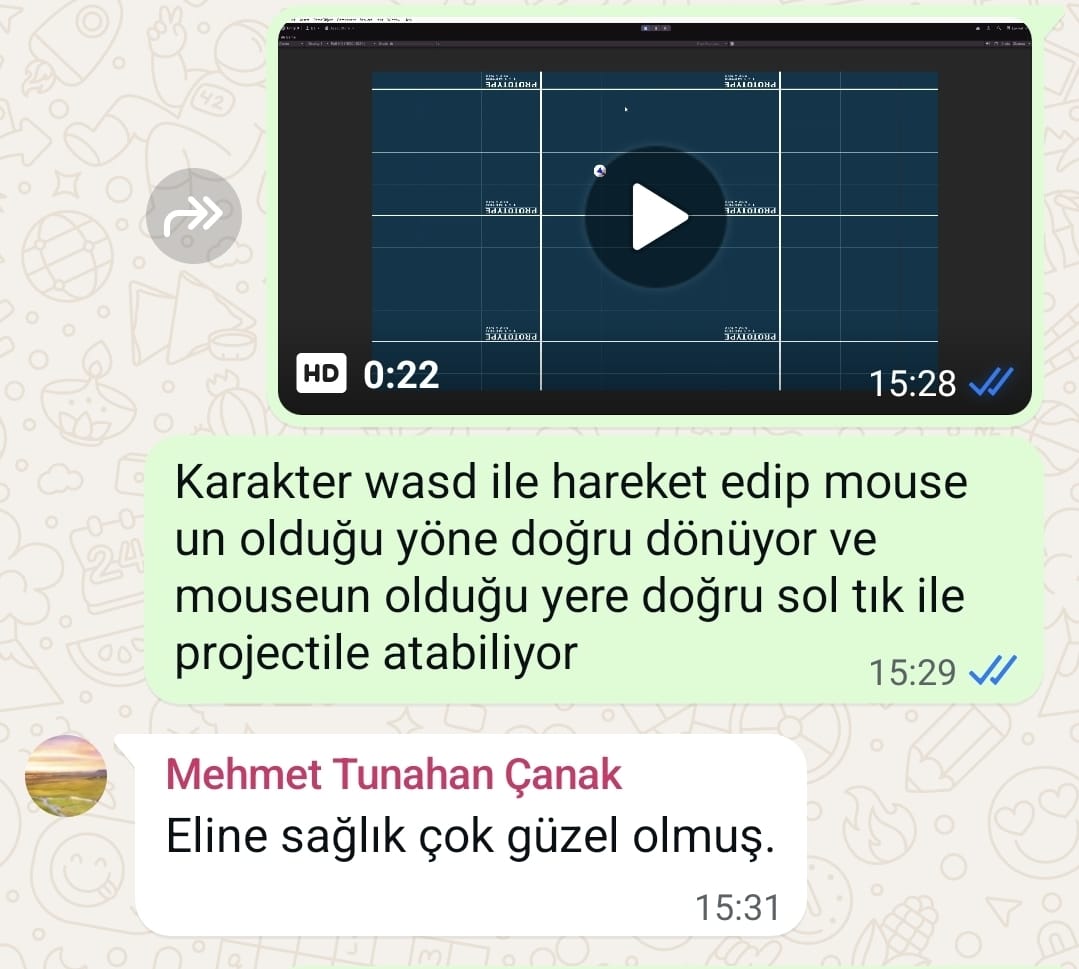 PROTOTYPE
PROTOTYPE
PROTOTYPE
PROTOTYPE
PROTOTYPE
PROTOTYPE
HD 0:22
15:28
Karakter wasd ile hareket edip mouse
un olduğu yöne doğru dönüyor ve
mouseun olduğu yere doğru sol tık ile
projectile atabiliyor
15:29
Mehmet Tunahan Çanak
Eline sağlık çok güzel olmuş.
15:31